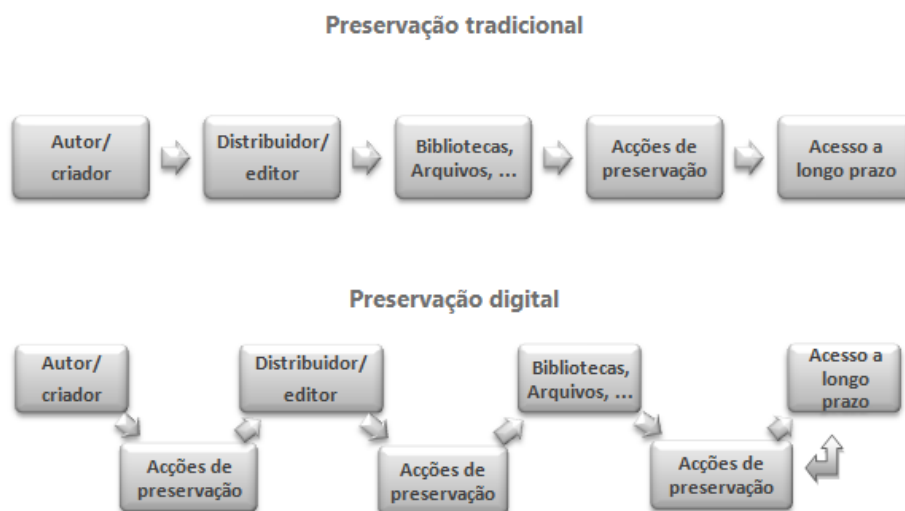 Preservação tradicional
Autor/
criador
Distribuidor/
editor
Bibliotecas,
Arquivos, ...
Acções de
preservação
Acesso a
longo prazo
Preservação digital
Autor/
criador
Distribuidor/
editor
Bibliotecas,
Arquivos, ...
Acesso a
longo
prazo
Acções de
preservação
Acções de
preservação
Acções de
preservação